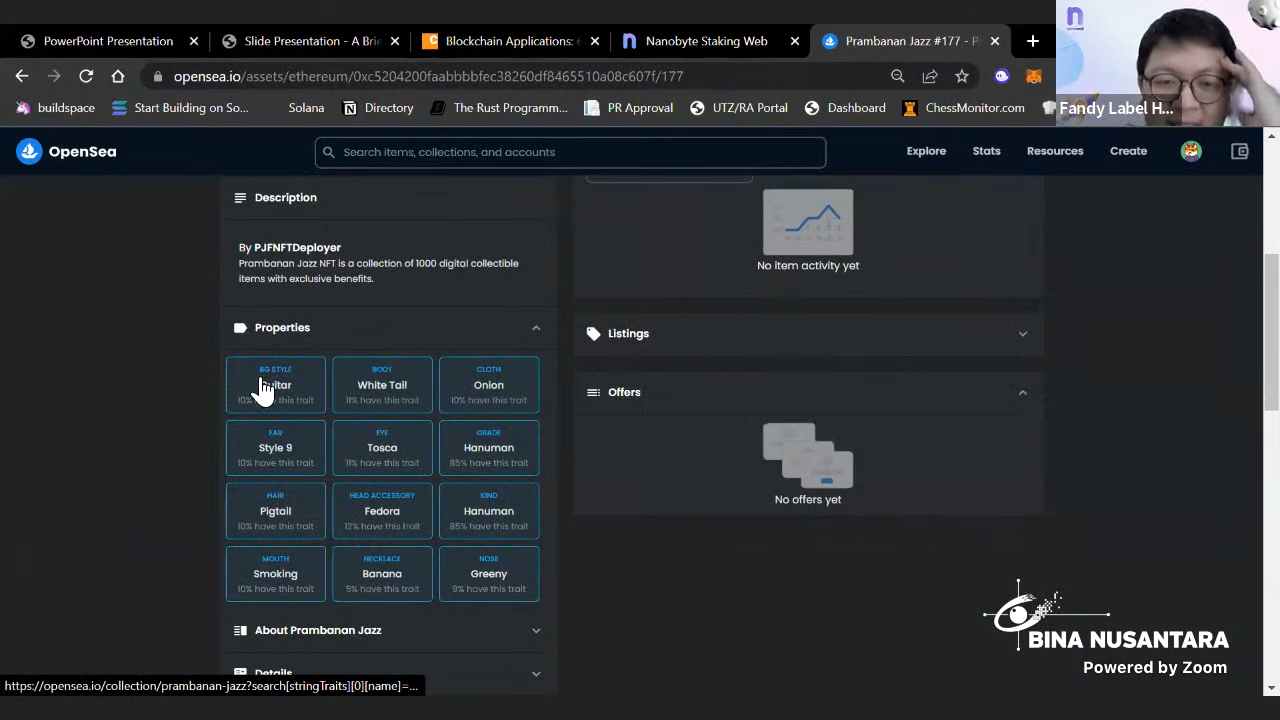 PowerPoint Presentation
Slide Presentation - A Brie
Blockchain Applications:
Nanobyte Staking Web
Prambanan Jazz #177 - P
opensea.io/assets/ethereum/0xc5204200faabbbbfec38260df8465510a08c607f/177
buildspace
Start Building on So...
Solana
Directory
The Rust Programm...
PR Approval
UTZ/RA Portal
Dashboard
ChessMonitor.com
Fandy Label H...
OpenSea
Search items, collections, and accounts
Explore
Stats
Resources
Create
Description
By PJFNFTDeployer
Prambanan Jazz NFT is a collection of 1000 digital collectible
items with exclusive benefits.
No item activity yet
Properties
Listings
Offers
No offers yet
BG STYLE
10% have this trait
BODY
White Tail
11% have this trait
CLOTH
Onion
10% have this trait
EAR
Style 9
10% have this trait
EYE
Tosca
11% have this trait
GRADE
Hanuman
85% have this trait
HAIR
Pigtail
10% have this trait
HEAD ACCESSORY
Fedora
12% have this trait
KIND
Hanuman
85% have this trait
MOUTH
Smoking
10% have this trait
NECKLACE
Banana
5% have this trait
NOSE
Greeny
9% have this trait
About Prambanan Jazz
Details
BINA NUSANTARA
Powered by Zoom
https://opensea.io/collection/prambanan-jazz?search[stringTraits][0][name]=...